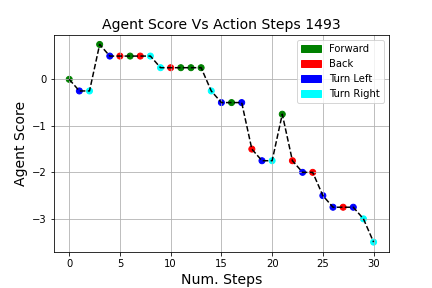 Agent Score Vs Action Steps 1493
Forward
Back
Turn Left
Turn Right
Agent Score
0
−1
−2
−3
0 5 10 15 20 25 30
Num. Steps